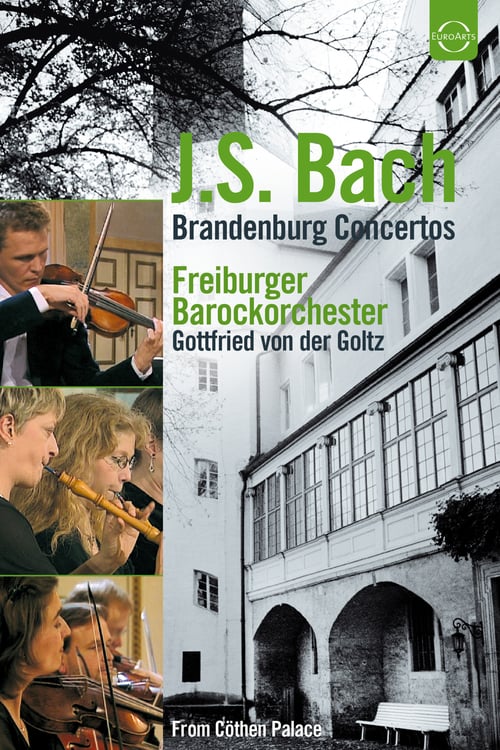 EUROARTS
J.S. Bach
Brandenburg Concertos
Freiburger
Barockorchester
Gottfried von der Goltz
From Cöthen Palace